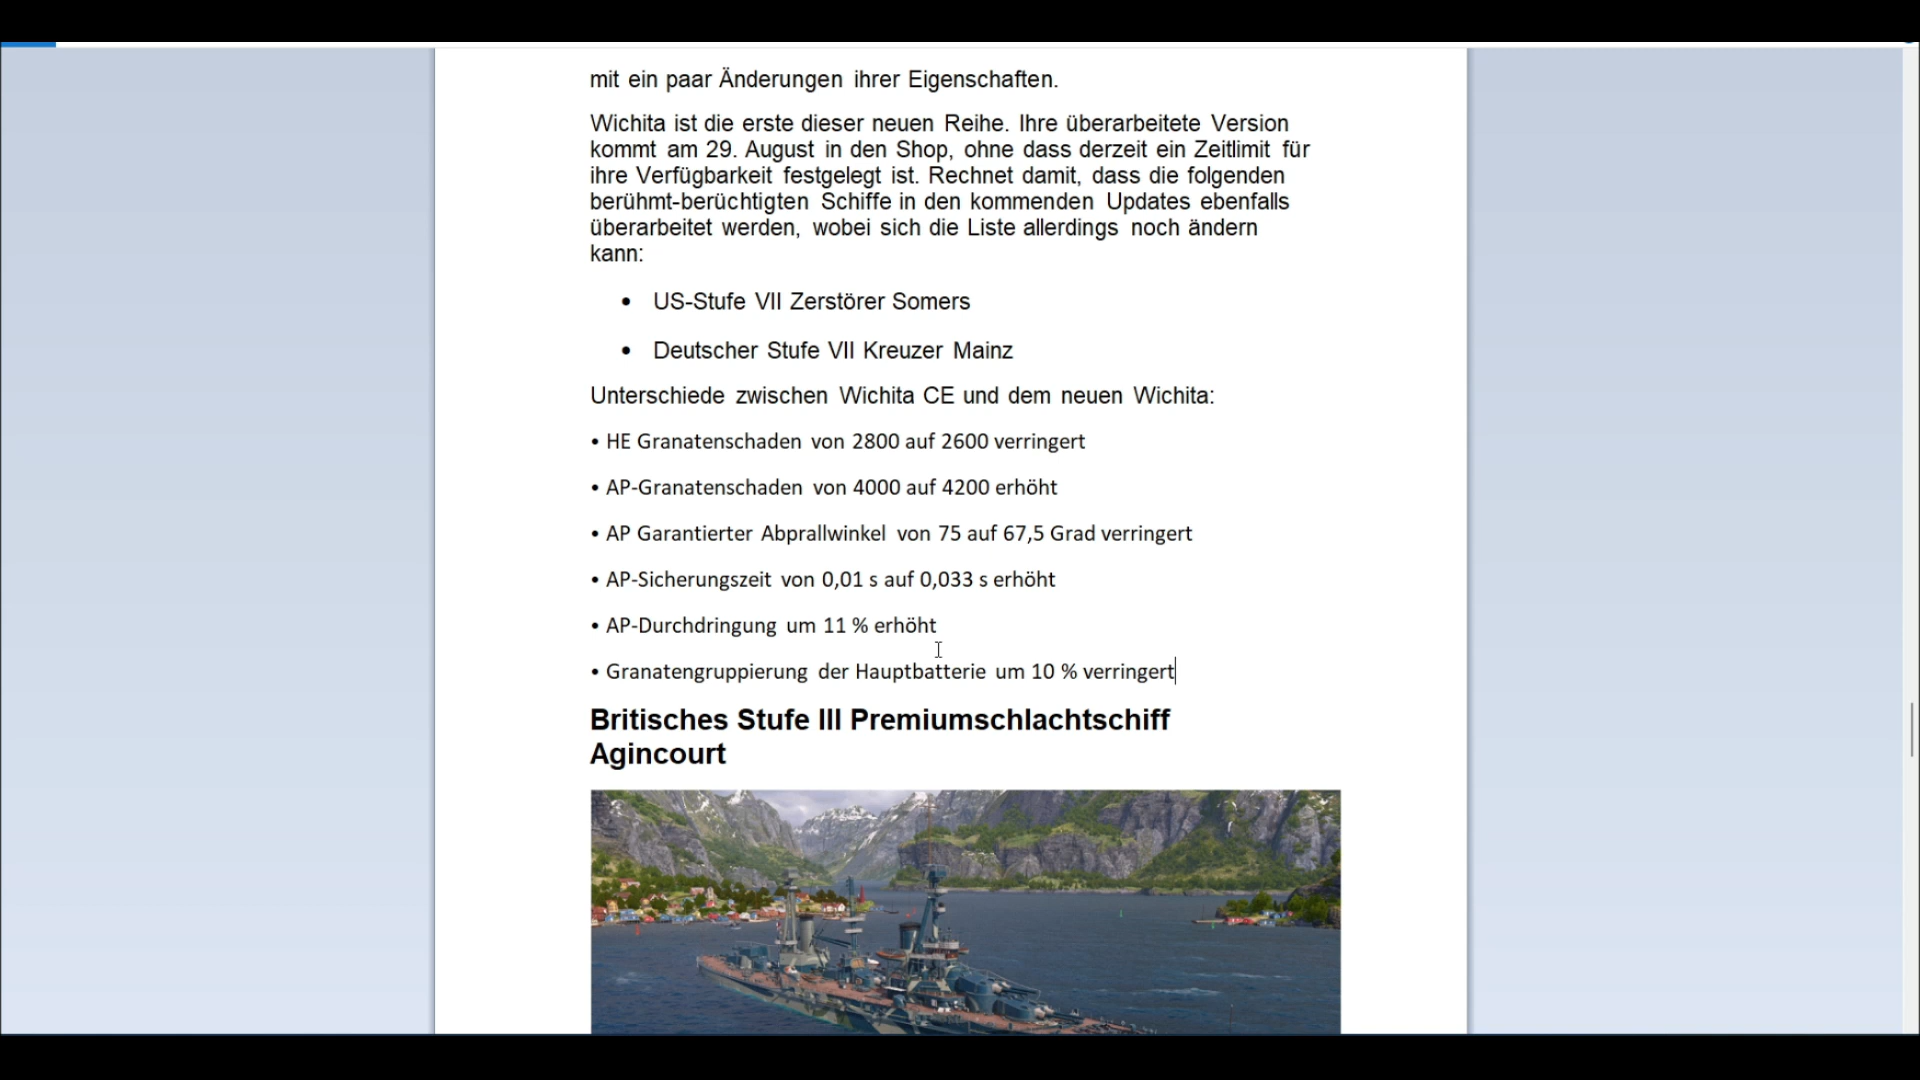 mit ein paar Änderungen ihrer Eigenschaften.
Wichita ist die erste dieser neuen Reihe. Ihre überarbeitete Version
kommt am 29. August in den Shop, ohne dass derzeit ein Zeitlimit für
ihre Verfügbarkeit festgelegt ist. Rechnet damit, dass die folgenden
berühmt-berüchtigten Schiffe in den kommenden Updates ebenfalls
überarbeitet werden, wobei sich die Liste allerdings noch ändern
kann:
• US-Stufe VII Zerstörer Somers
• Deutscher Stufe VII Kreuzer Mainz
Unterschiede zwischen Wichita CE und dem neuen Wichita:
• HE Granatenschaden von 2800 auf 2600 verringert
• AP-Granatenschaden von 4000 auf 4200 erhöht
• AP Garantierter Abprallwinkel von 75 auf 67,5 Grad verringert
• AP-Sicherungszeit von 0,01 s auf 0,033 s erhöht
• AP-Durchdringung um 11 % erhöht
• Granatengruppierung der Hauptbatterie um 10 % verringert
Britisches Stufe III Premiumschlachtschiff
Agincourt